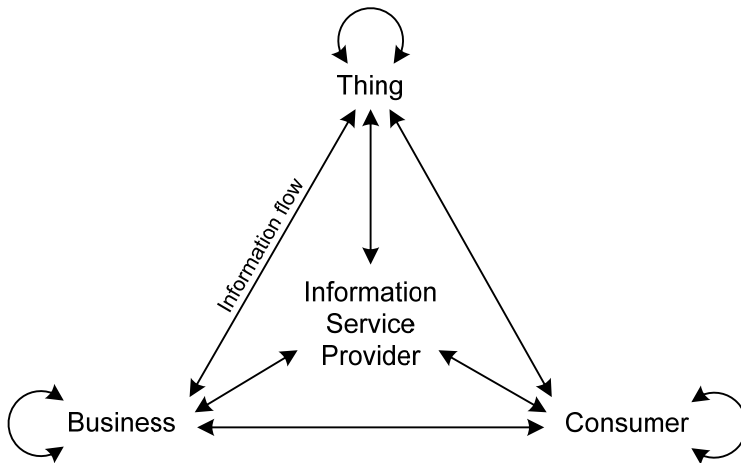 Thing
Information flow
Information
Service
Provider
Business
Consumer